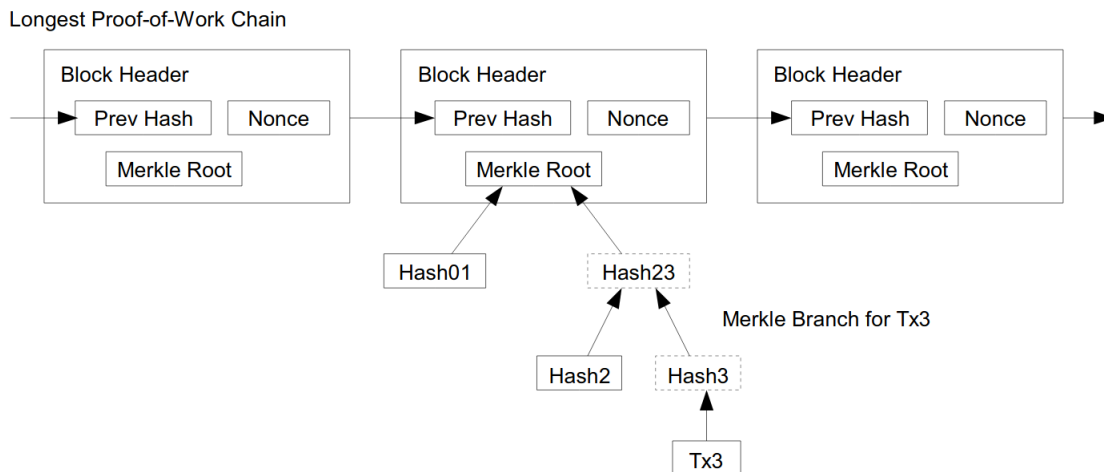 Longest Proof-of-Work Chain
Block Header
Prev Hash
Nonce
Merkle Root
Block Header
Prev Hash
Nonce
Merkle Root
Block Header
Prev Hash
Nonce
Merkle Root
Hash01
Hash23
Merkle Branch for Tx3
Hash2
Hash3
Tx3